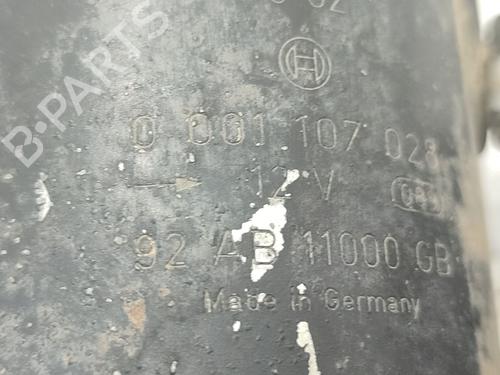 0 001 107 028
12 V
92 AB 11000 GB
Made in Germany
B-PARTS